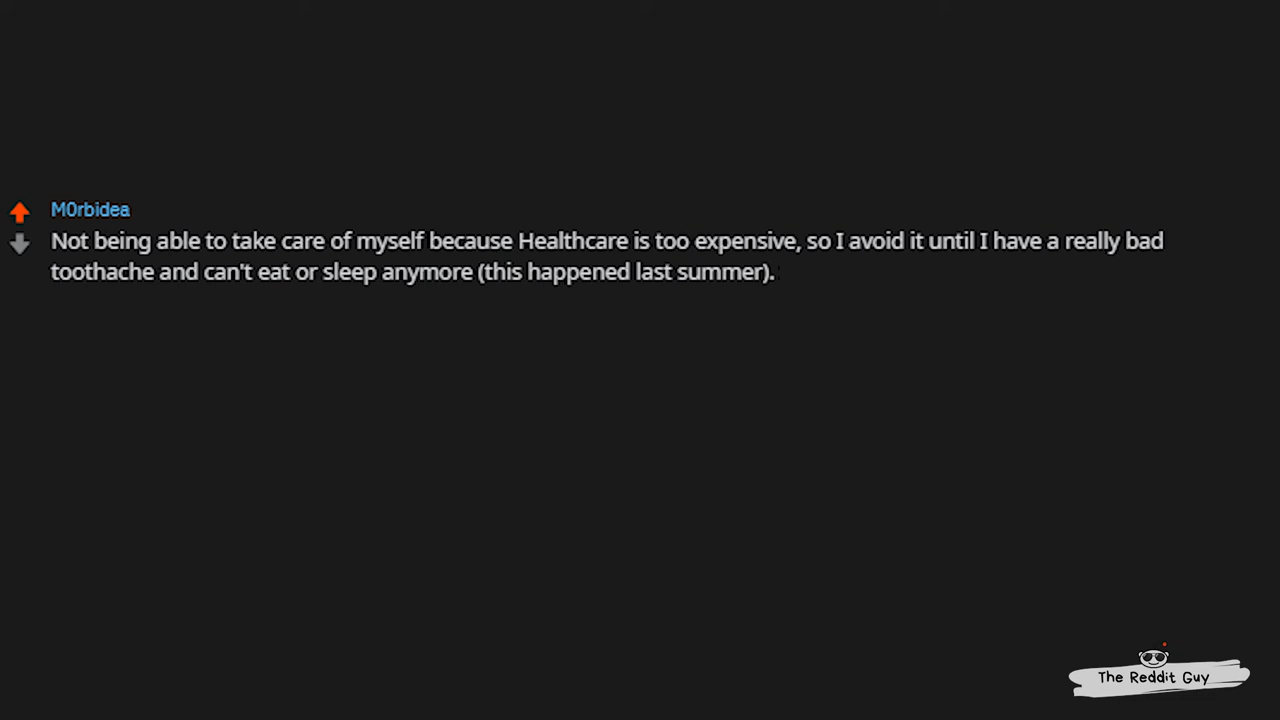 M0rbidea
Not being able to take care of myself because Healthcare is too expensive, so I avoid it until I have a really bad
toothache and can't eat or sleep anymore (this happened last summer).
The Reddit Guy